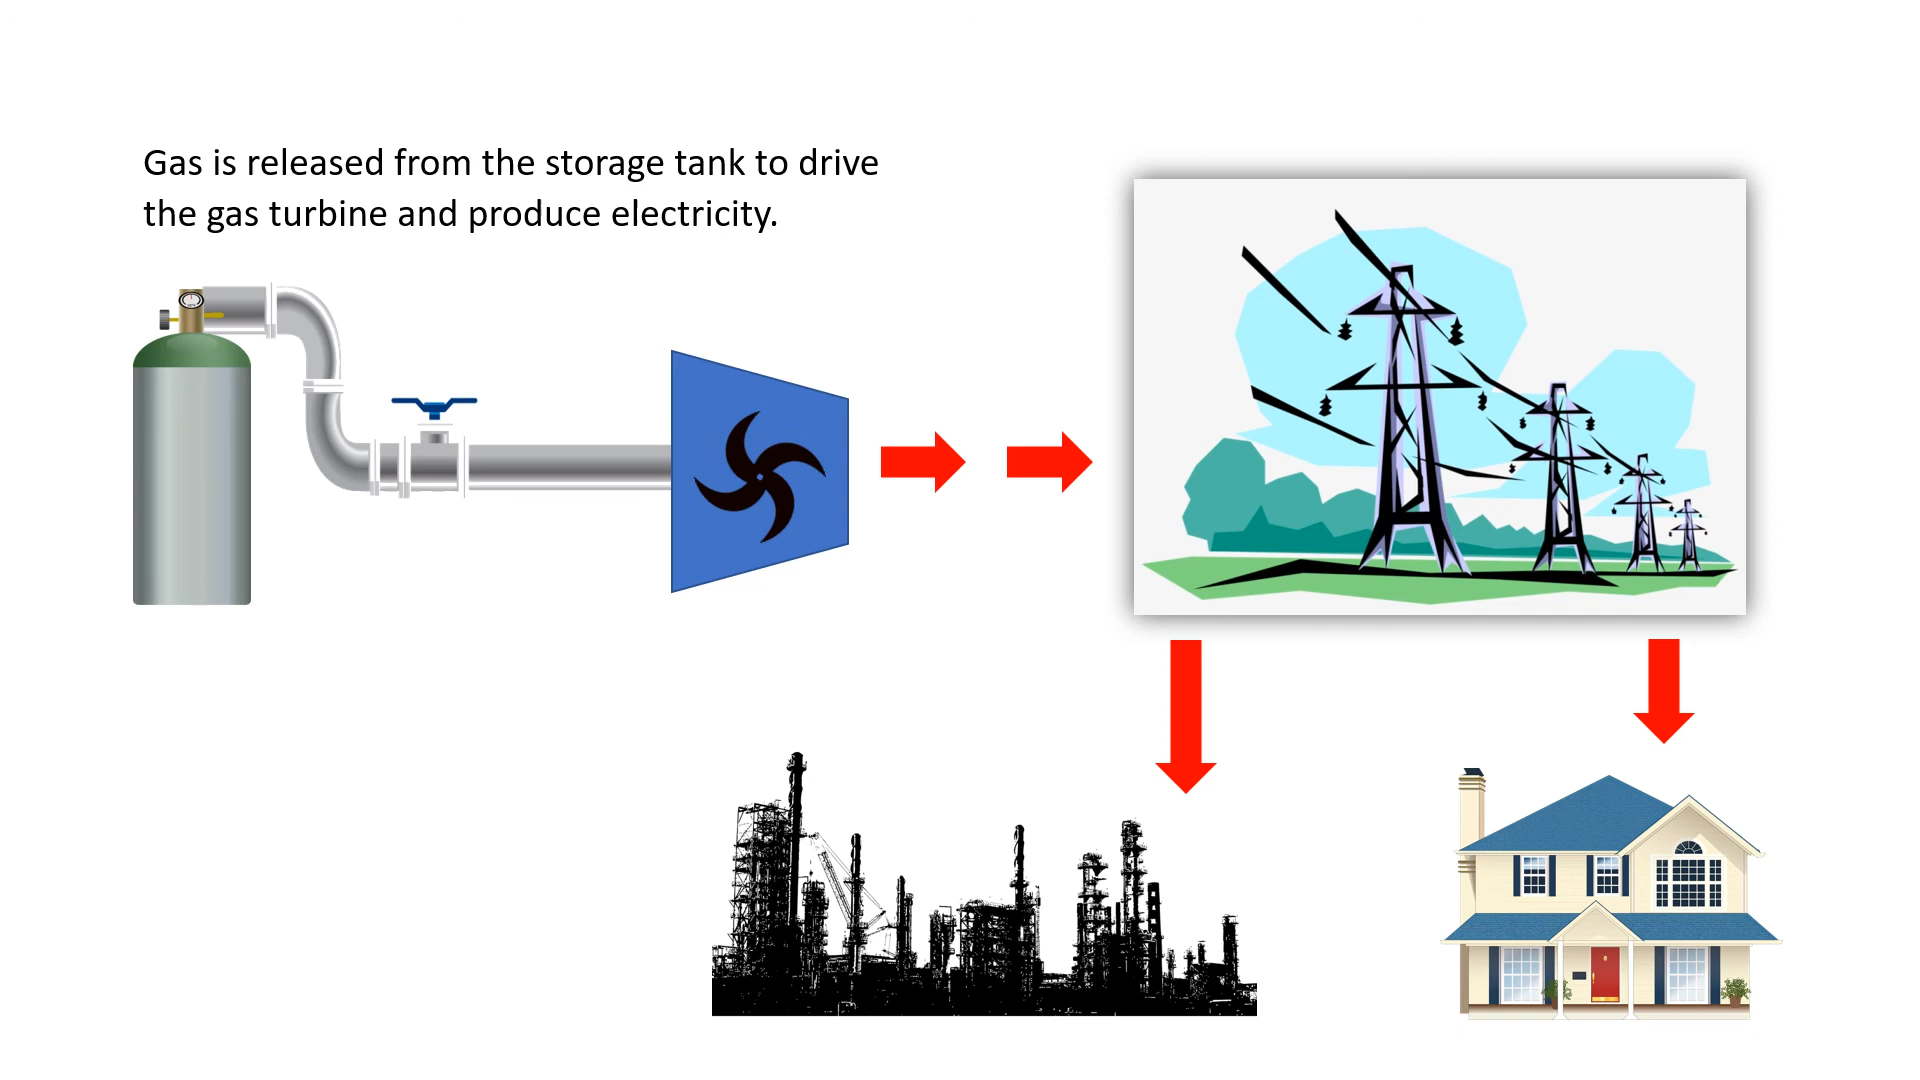 Gas is released from the storage tank to drive
the gas turbine and produce electricity.